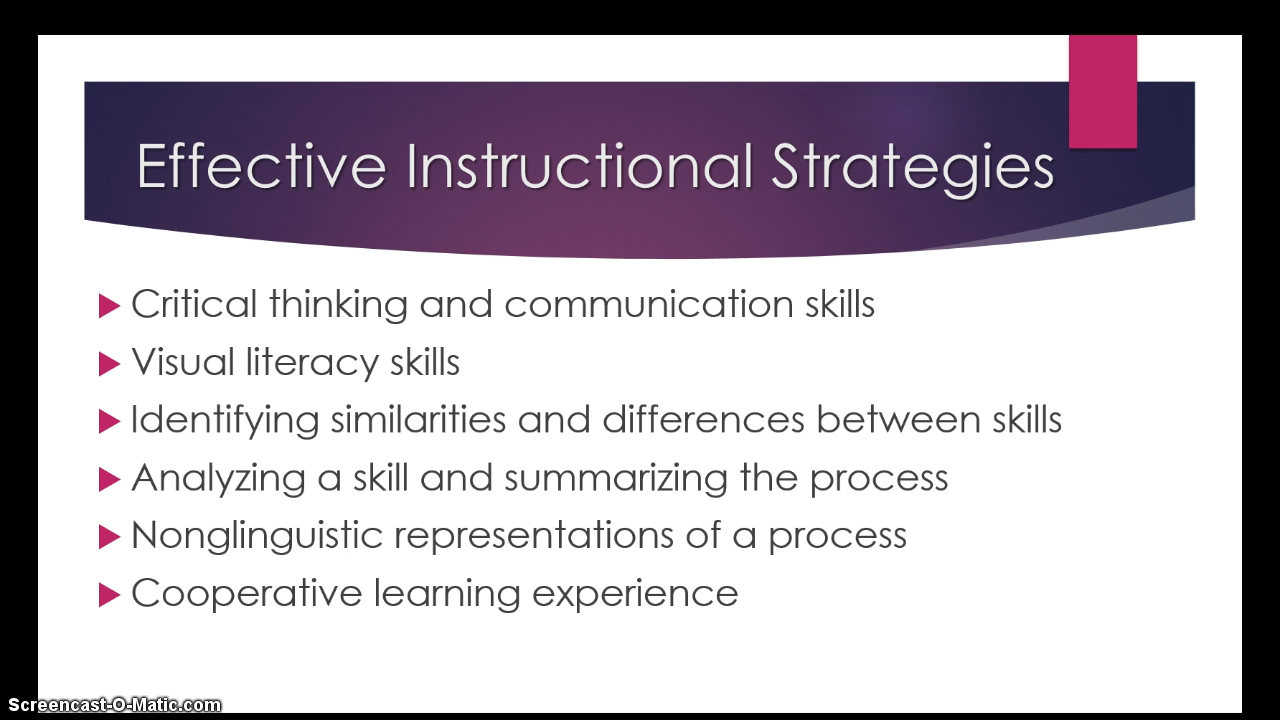 Effective Instructional Strategies
Critical thinking and communication skills
Visual literacy skills
Identifying similarities and differences between skills
Analyzing a skill and summarizing the process
Nonglinguistic representations of a process
Cooperative learning experience
Screencast-O-Matic.com